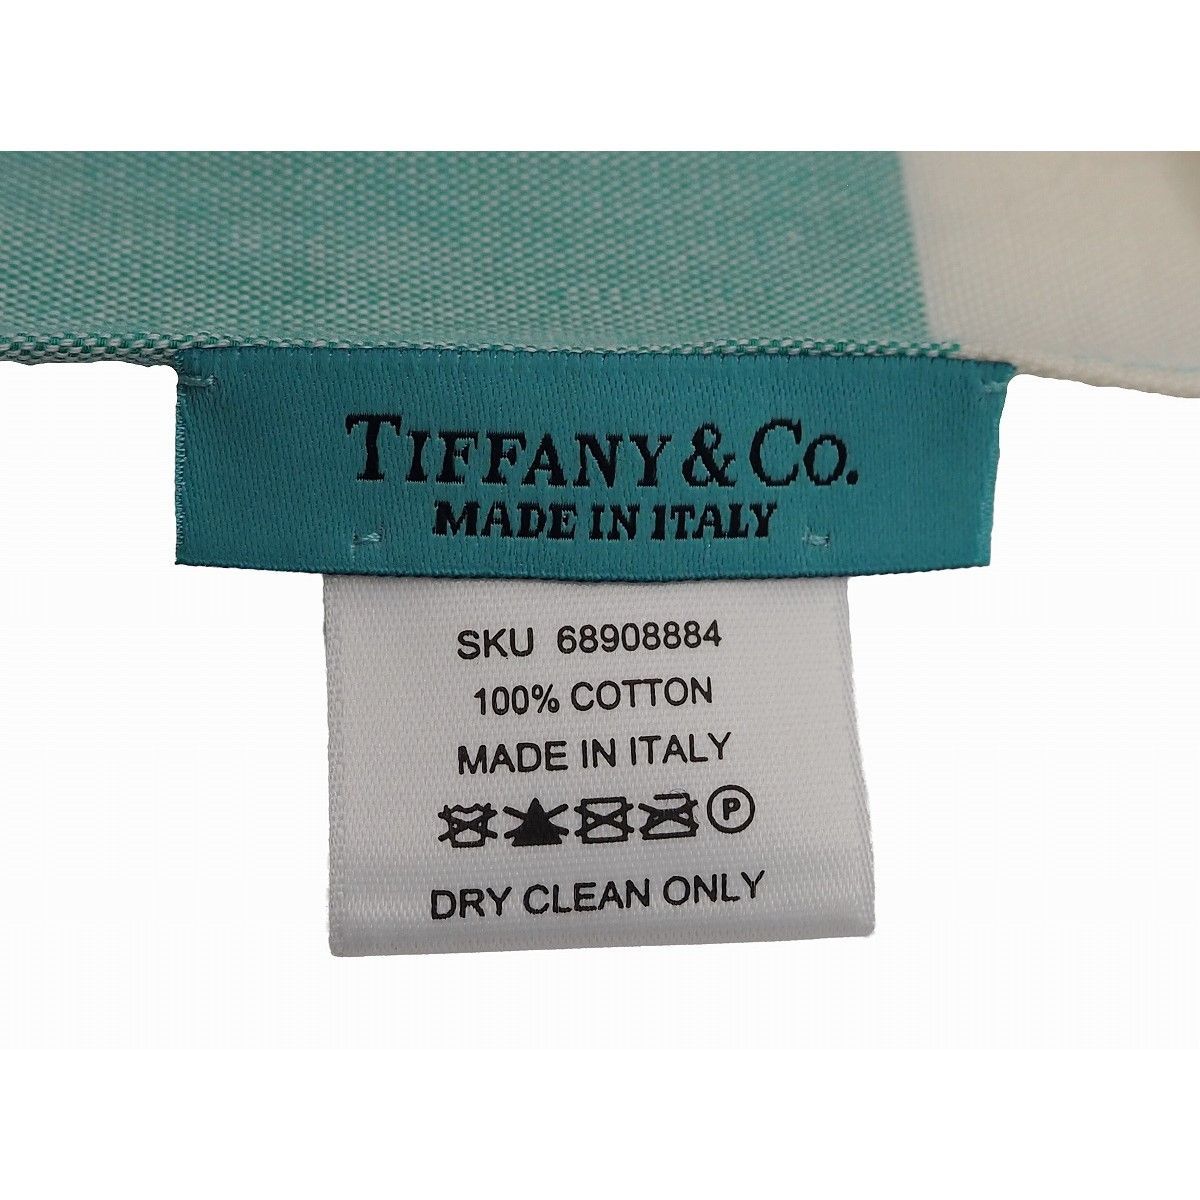 TIFFANY & CO.
MADE IN ITALY
SKU 68908884
100% COTTON
MADE IN ITALY
P
DRY CLEAN ONLY